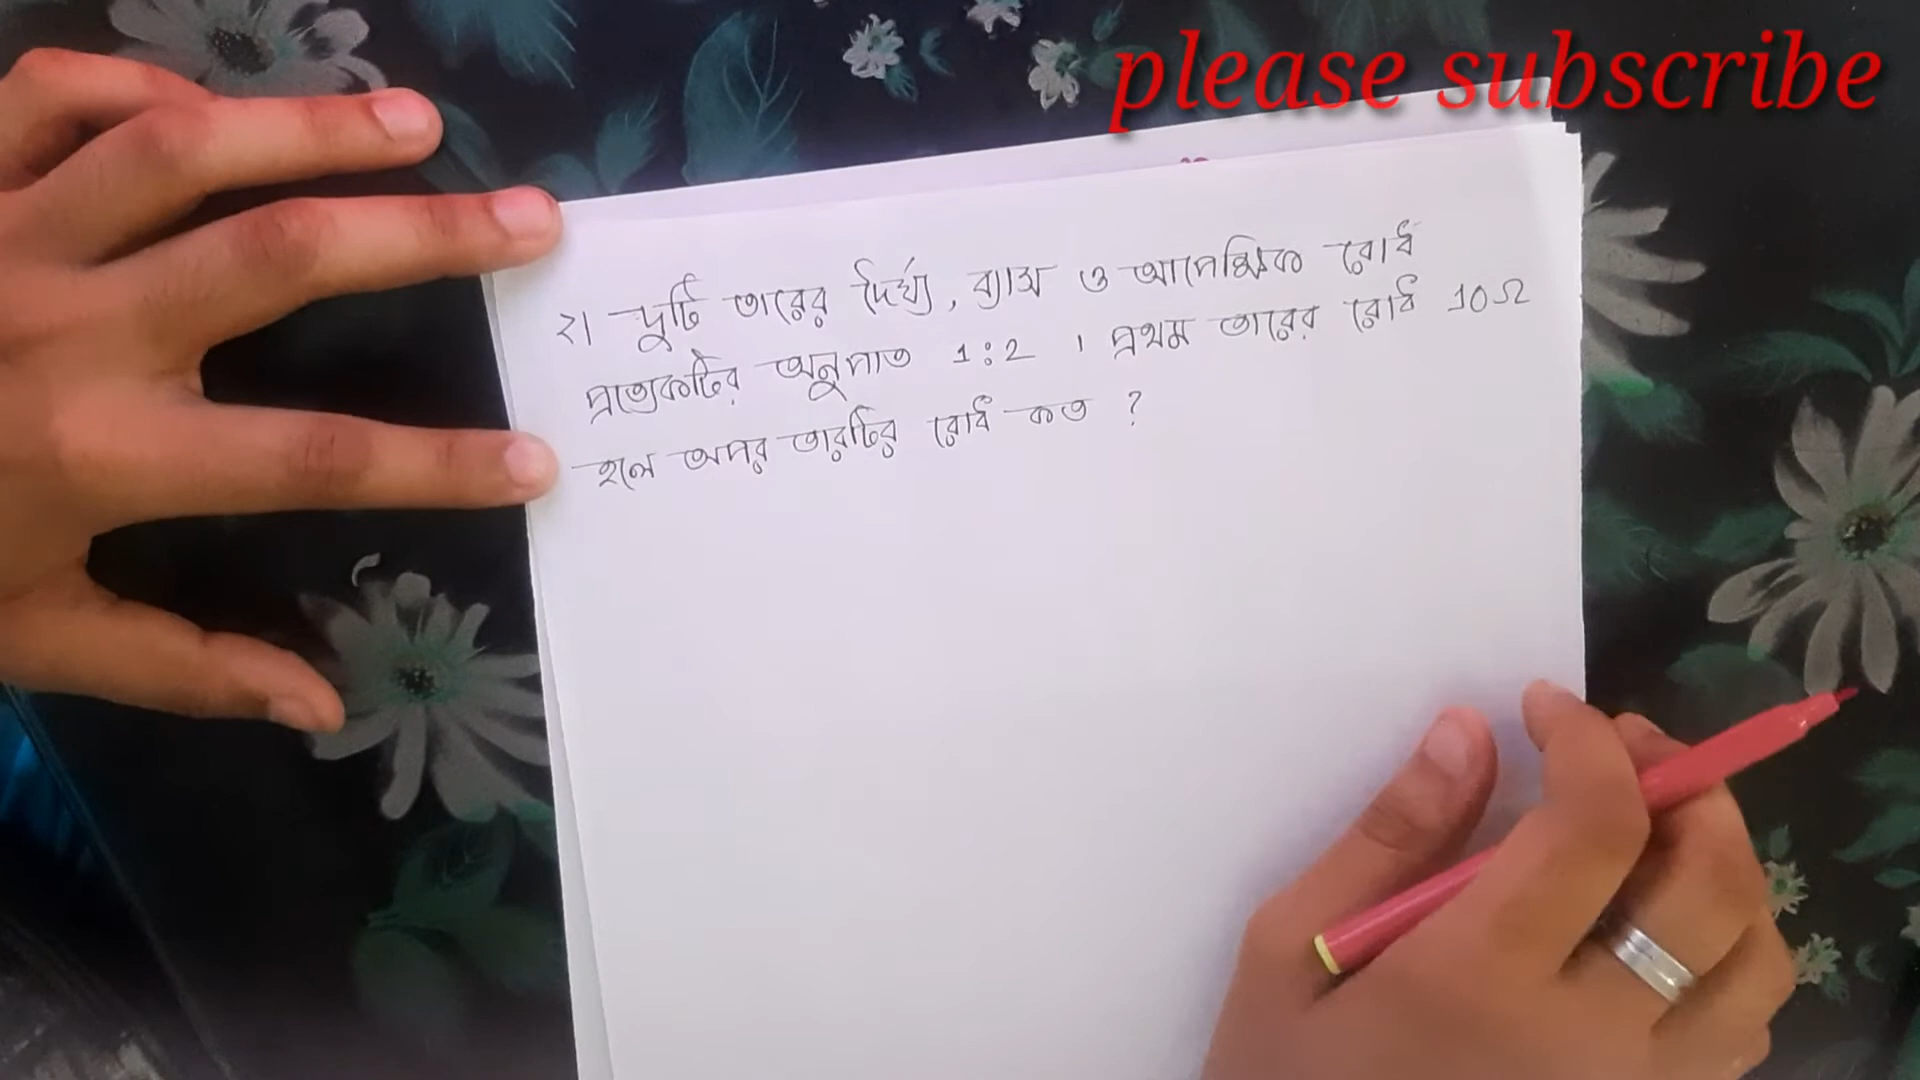 please subscribe
২। দুটি তারের দৈর্ঘ্য, ব্যাস ও আপেক্ষিক রোধ
প্রত্যেকটির অনুপাত 1:2 । প্রথম তারের রোধ 10Ω
হলে অপর তারটির রোধ কত ?